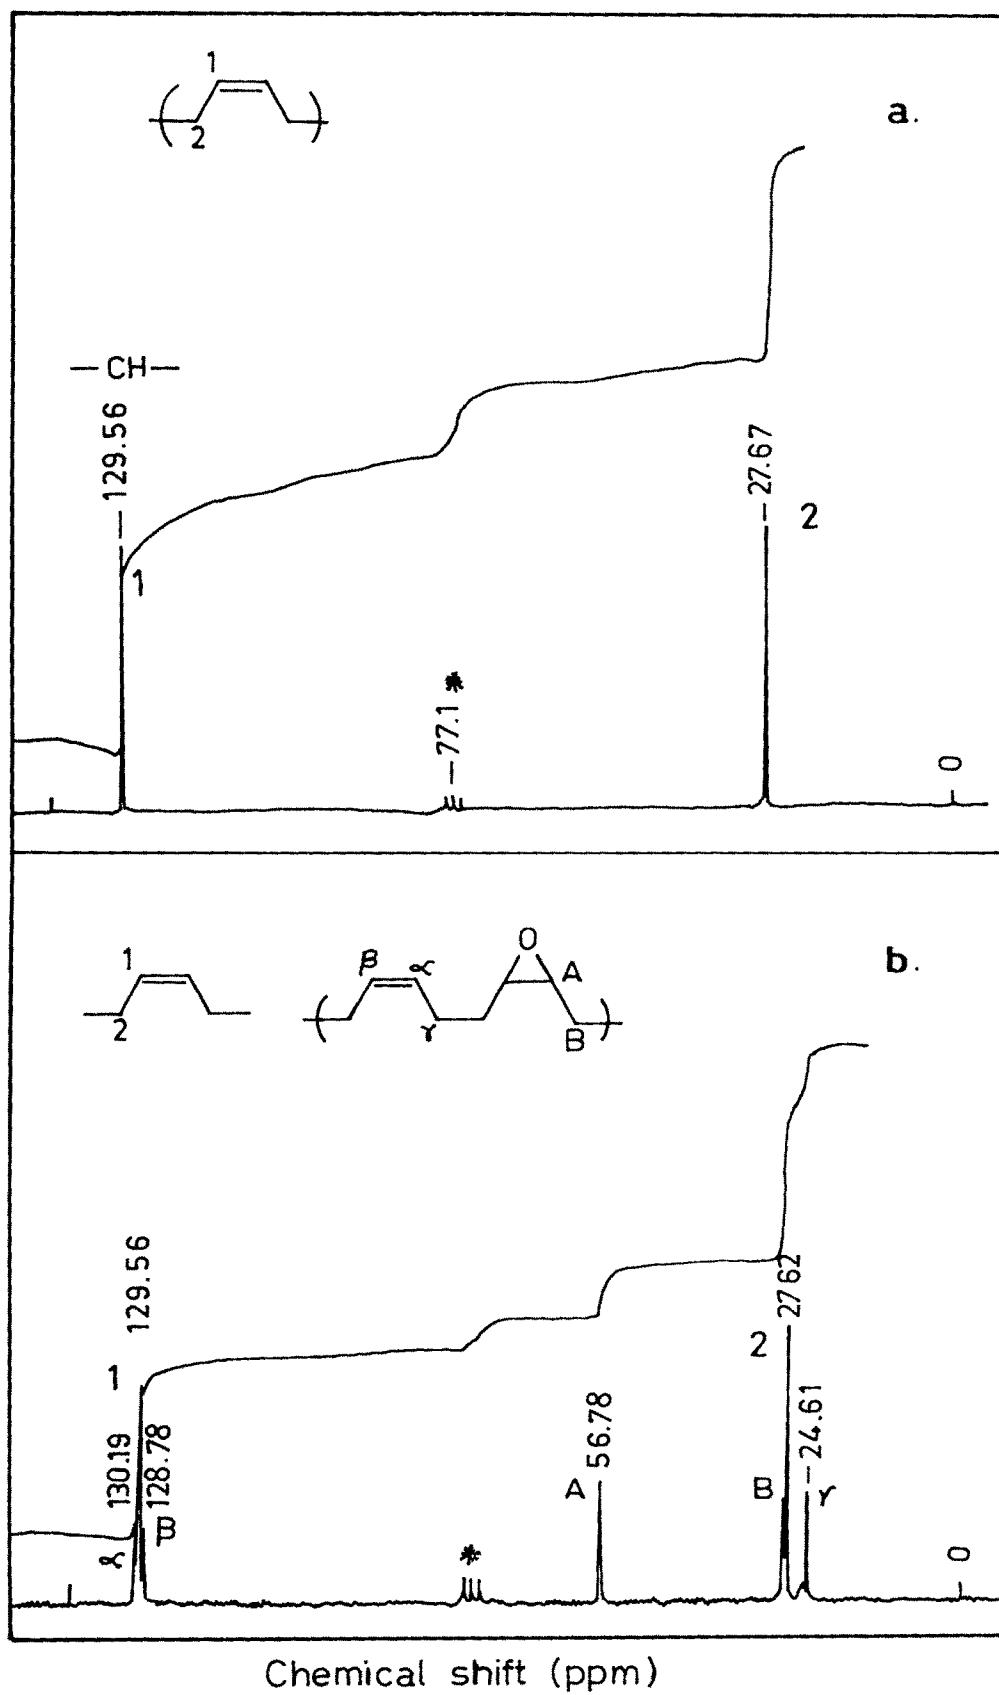 1
2
a.
—CH—
129.56
1
77.1 *
27.67
2
0
1
2
β
α
γ
O
A
B
b.
129.56
1
130.19
128.78
α
β
*
A
56.78
2
27.62
B
24.61
γ
0
Chemical shift (ppm)